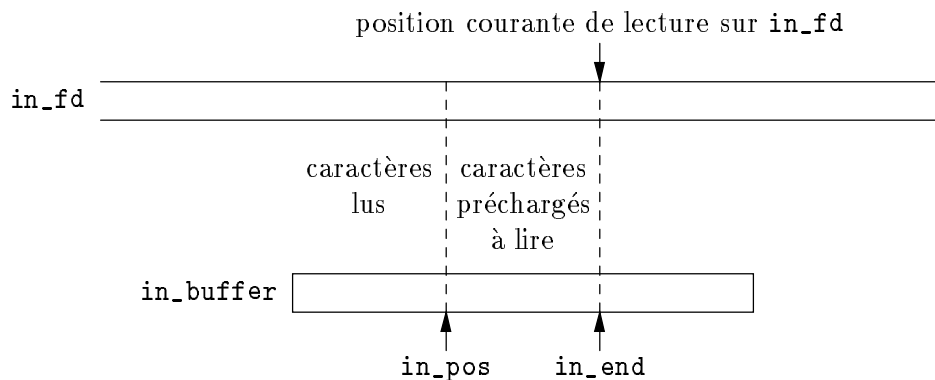 position courante de lecture sur in_fd
in_fd
caractères caractères
lus préchargés
à lire
in_buffer
in_pos in_end